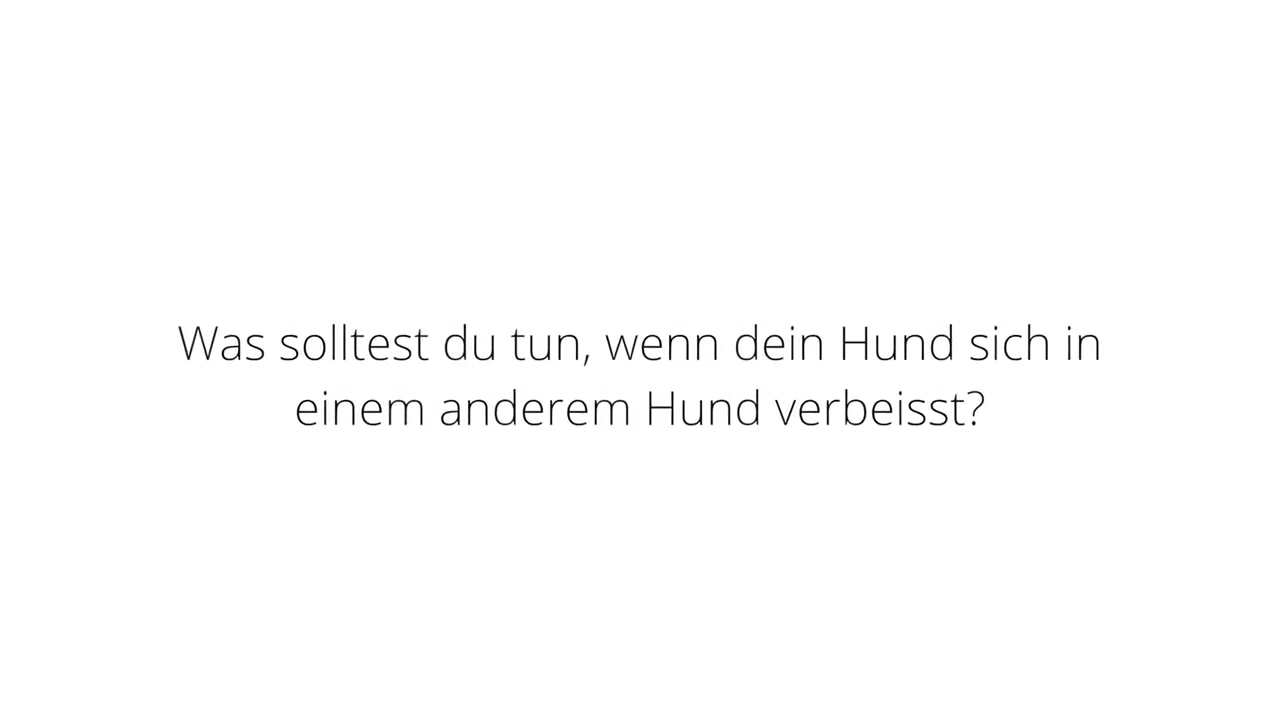 Was solltest du tun, wenn dein Hund sich in
einem anderem Hund verbeisst?